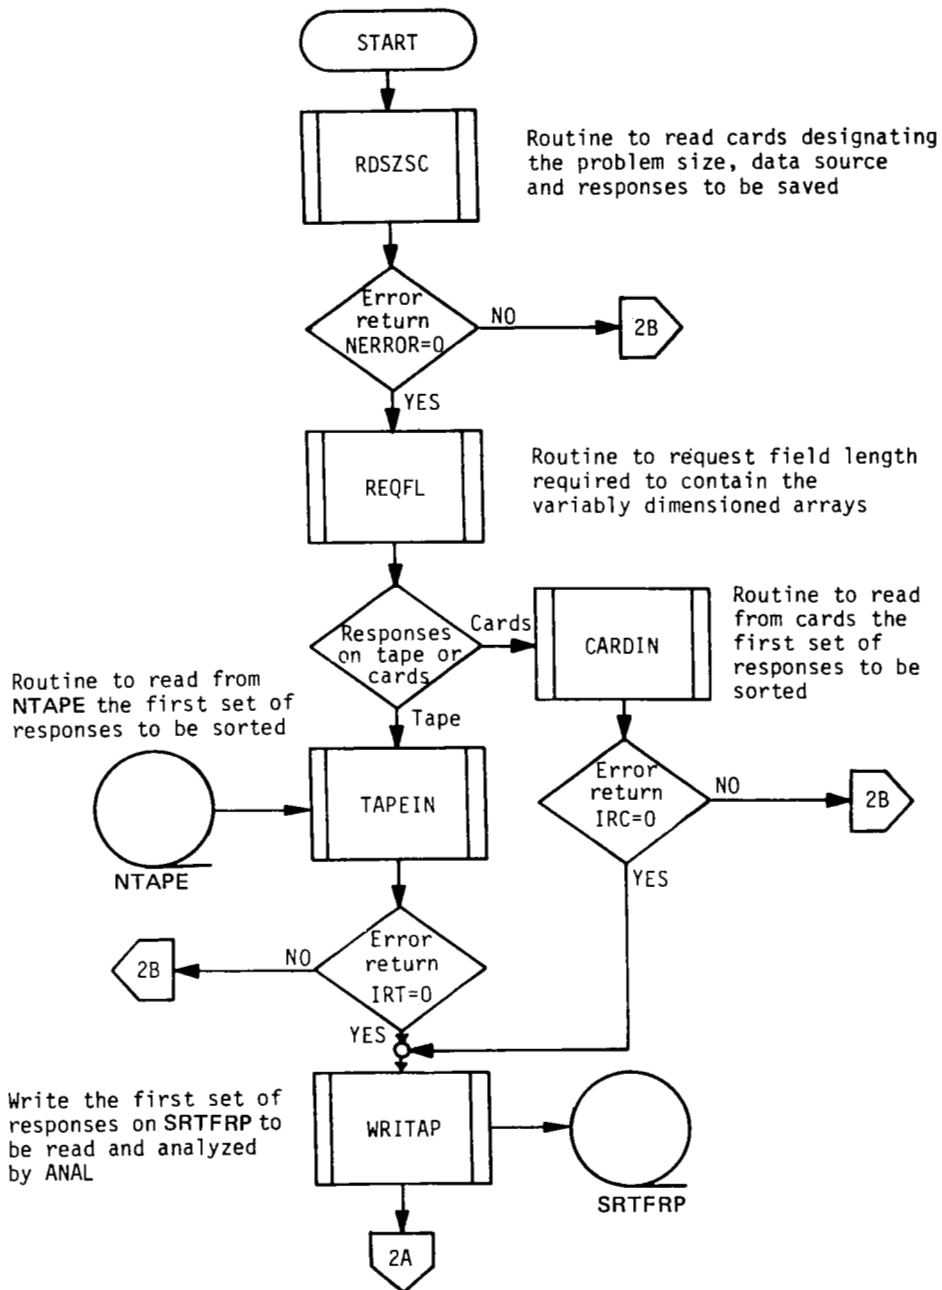 START
RDSZSC
Routine to read cards designating
the problem size, data source
and responses to be saved
Error
return
NERROR=0
NO
2B
YES
REQFL
Routine to request field length
required to contain the
variably dimensioned arrays
Responses
on tape or
cards
Cards
CARDIN
Routine to read
from cards the
first set of
responses to be
sorted
Tape
Routine to read from
NTAPE the first set of
responses to be sorted
NTAPE
TAPEIN
Error
return
IRC=0
NO
2B
YES
Error
return
IRT=0
NO
2B
YES
Write the first set of
responses on SRTFRP to
be read and analyzed
by ANAL
WRITAP
SRTFRP
2A